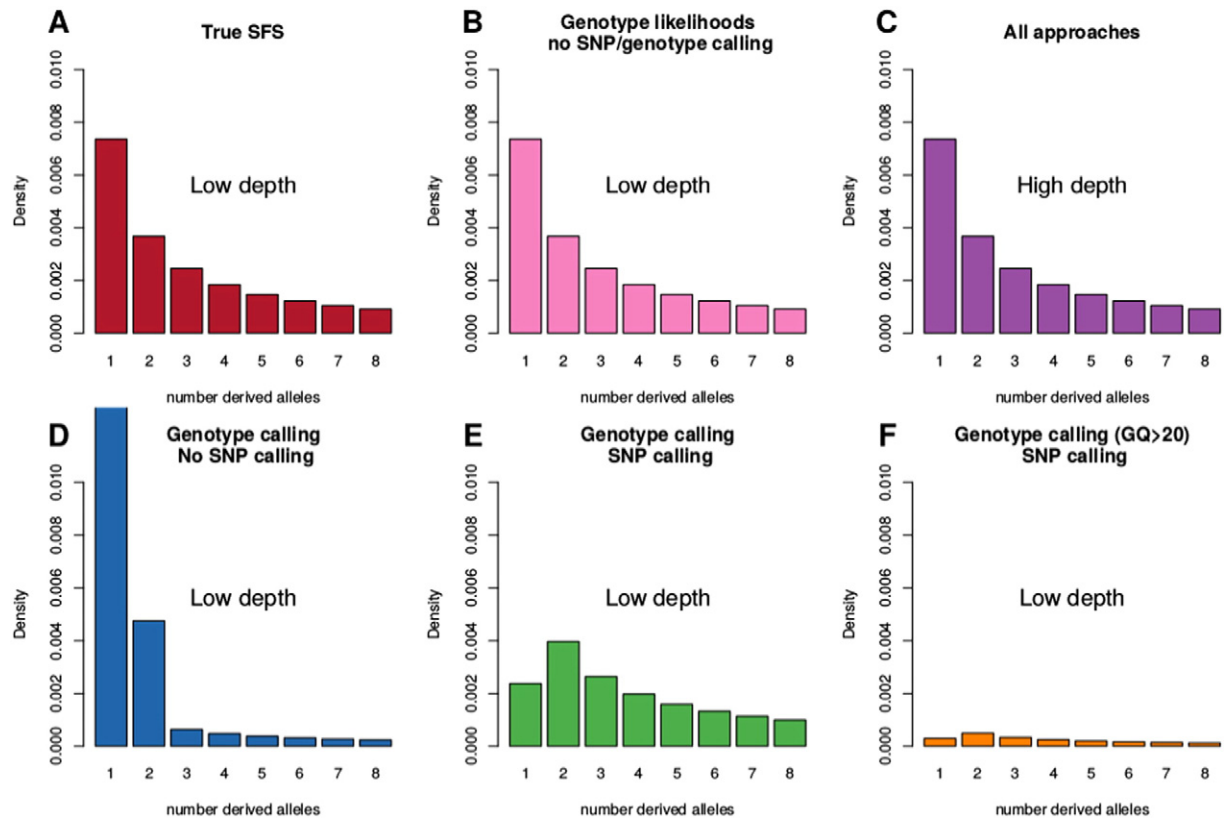 A
True SFS
Density
0.000 0.002 0.004 0.006 0.008 0.010
Low depth
1 2 3 4 5 6 7 8
number derived alleles
B
Genotype likelihoods
no SNP/genotype calling
Density
0.000 0.002 0.004 0.006 0.008 0.010
Low depth
1 2 3 4 5 6 7 8
number derived alleles
C
All approaches
Density
0.000 0.002 0.004 0.006 0.008 0.010
High depth
1 2 3 4 5 6 7 8
number derived alleles
D
Genotype calling
No SNP calling
Density
0.000 0.002 0.004 0.006 0.008 0.010
Low depth
1 2 3 4 5 6 7 8
number derived alleles
E
Genotype calling
SNP calling
Density
0.000 0.002 0.004 0.006 0.008 0.010
Low depth
1 2 3 4 5 6 7 8
number derived alleles
F
Genotype calling (GQ>20)
SNP calling
Density
0.000 0.002 0.004 0.006 0.008 0.010
Low depth
1 2 3 4 5 6 7 8
number derived alleles